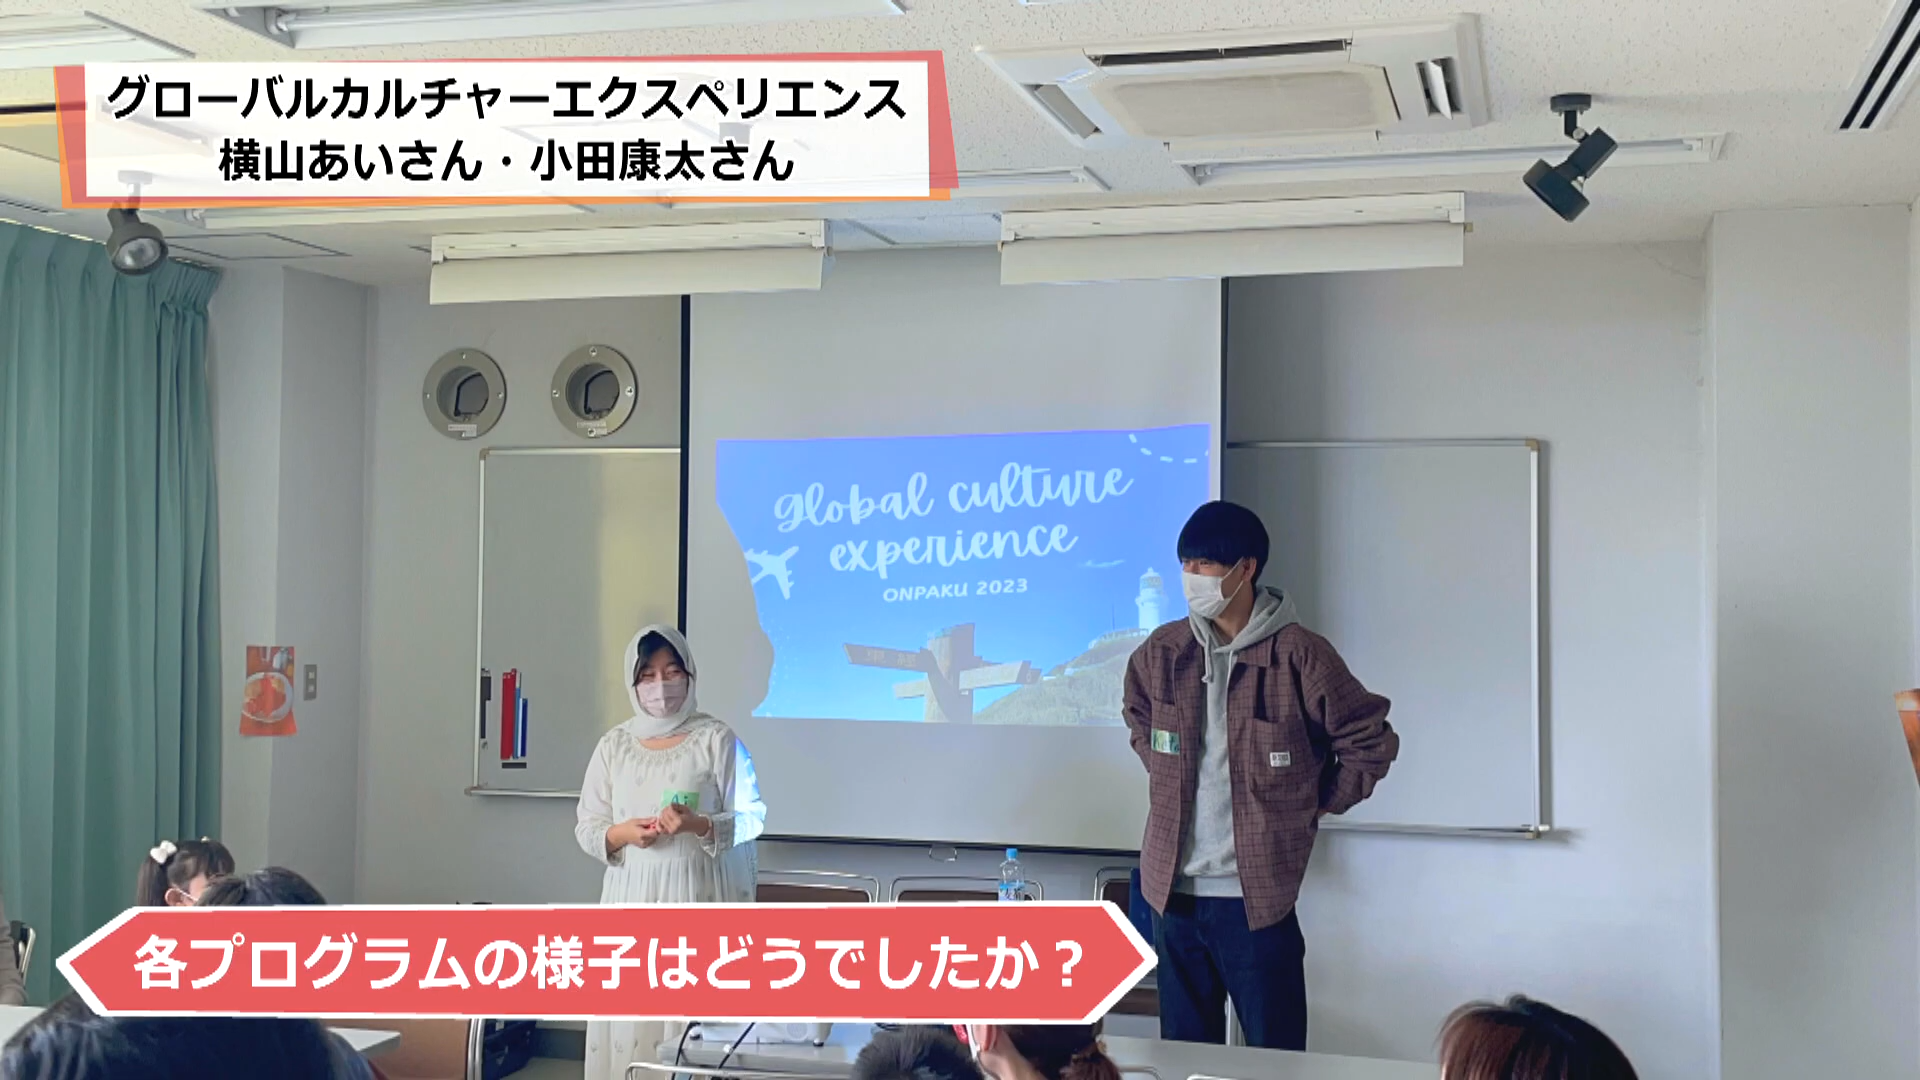 グローバルカルチャーエクスペリエンス
横山あいさん・小田康太さん
global culture
experience
ONPAKU 2023
Ai
各プログラムの様子はどうでしたか？